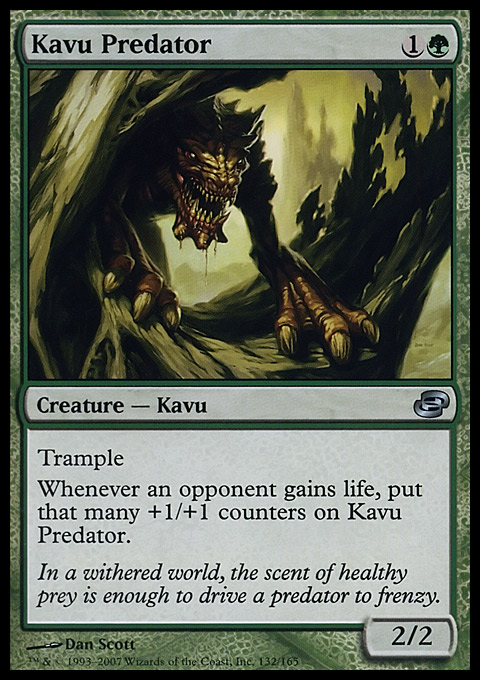 Kavu Predator 1
Creature — Kavu
Trample
Whenever an opponent gains life, put
that many +1/+1 counters on Kavu
Predator.
In a withered world, the scent of healthy
prey is enough to drive a predator to frenzy.
Dan Scott
2/2
™ & © 1993–2007 Wizards of the Coast, Inc. 132/165